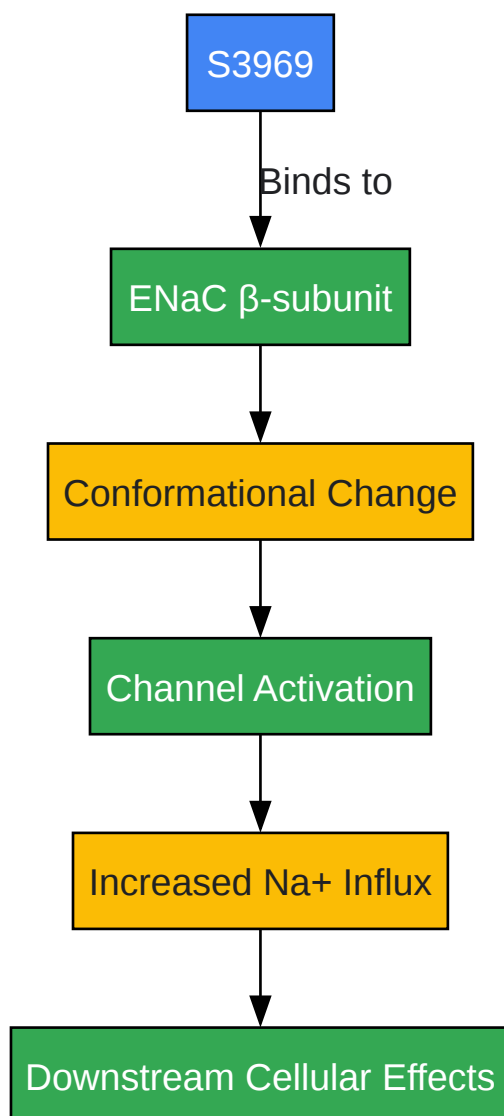 S3969
Binds to
ENaC β-subunit
Conformational Change
Channel Activation
Increased Na+ Influx
Downstream Cellular Effects